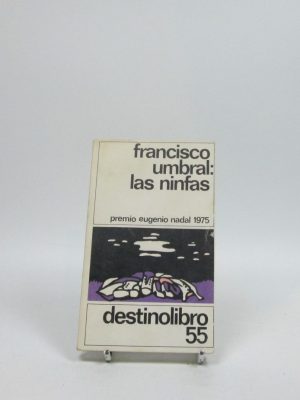 francisco
umbral:
las ninfas
premio eugenio nadal 1975
destinolibro
55